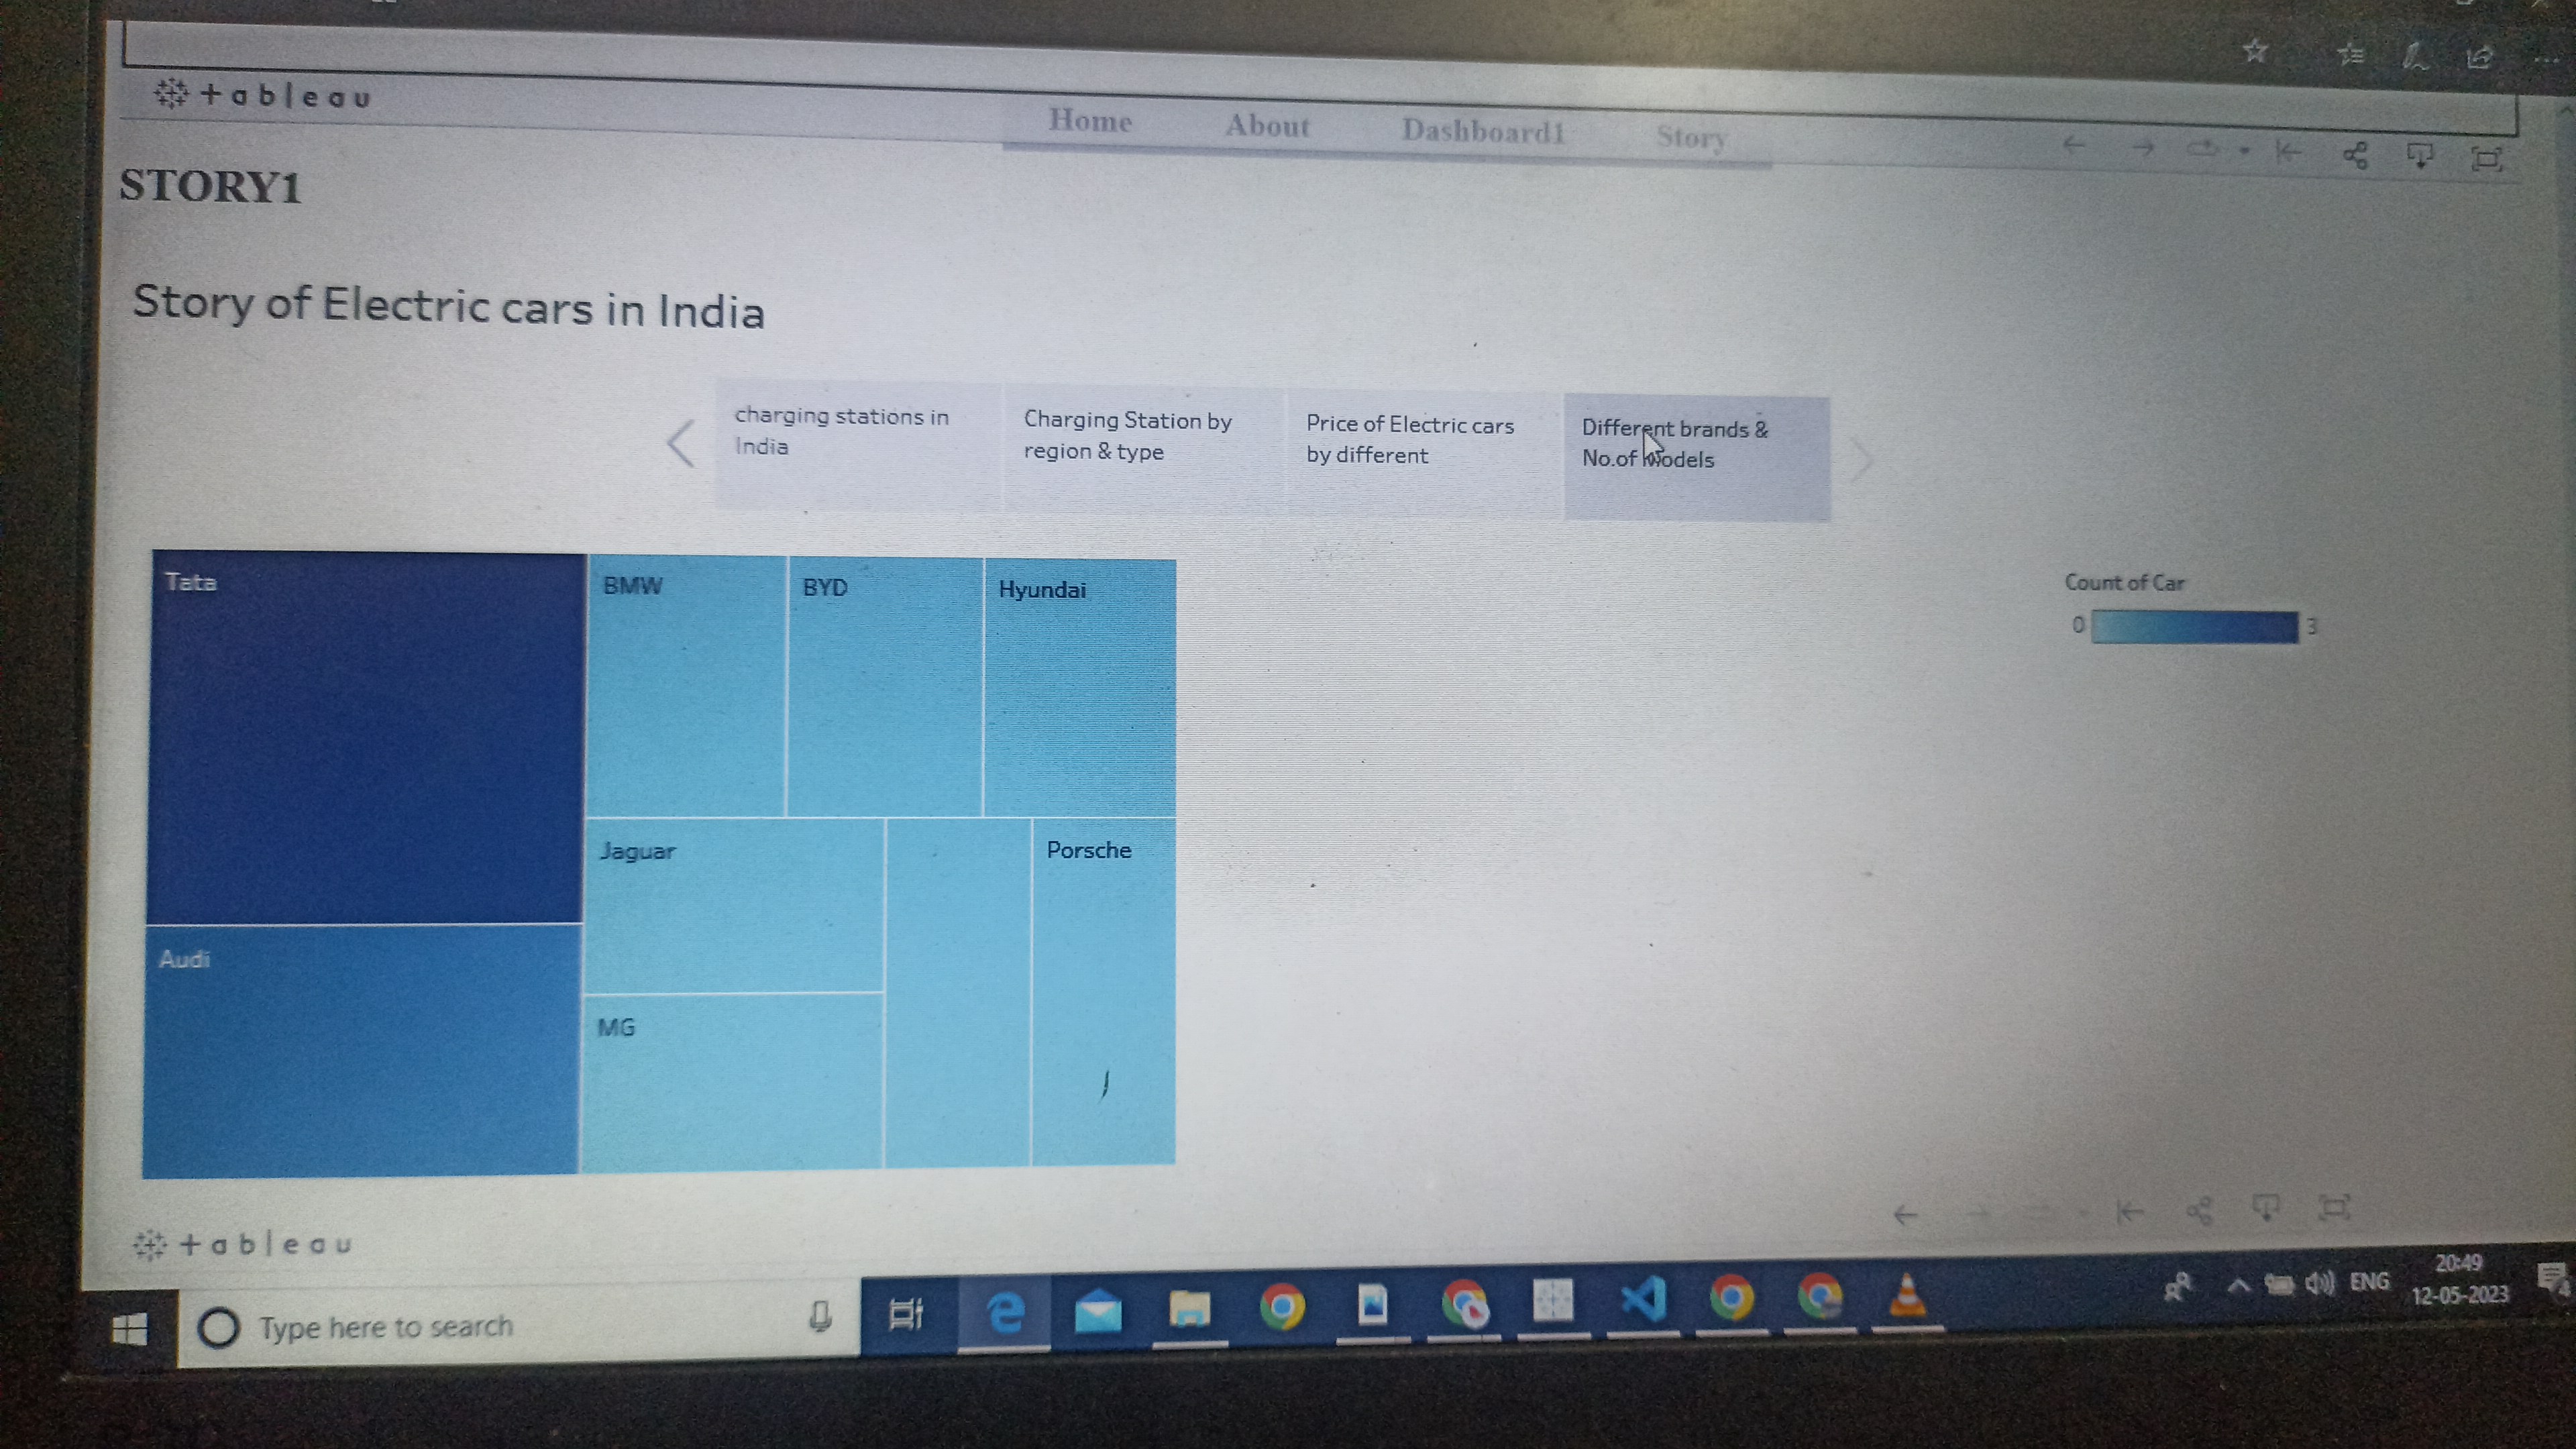 tableau
Home About Dashboard1 Story
STORY1
Story of Electric cars in India
charging stations in
India
Charging Station by
region & type
Price of Electric cars
by different
Different brands &
No.of Models
Tata
BMW
BYD
Hyundai
Count of Car
0 3
Jaguar
Porsche
Audi
MG
tableau
Type here to search
ENG
20:49
12-05-2023